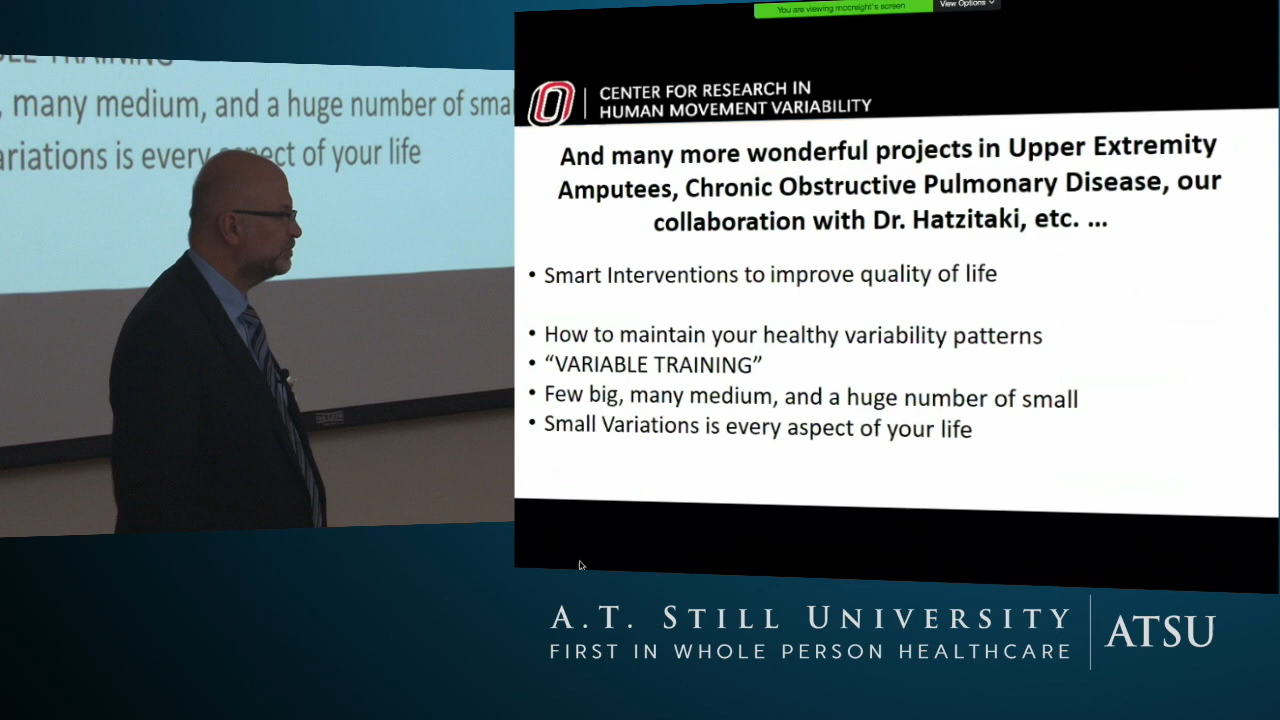 You are viewing mccreight's screen
View Options
CENTER FOR RESEARCH IN
HUMAN MOVEMENT VARIABILITY
And many more wonderful projects in Upper Extremity
Amputees, Chronic Obstructive Pulmonary Disease, our
collaboration with Dr. Hatzitaki, etc. ...
• Smart Interventions to improve quality of life
• How to maintain your healthy variability patterns
• “VARIABLE TRAINING”
• Few big, many medium, and a huge number of small
• Small Variations is every aspect of your life
TRAINING
, many medium, and a huge number of sma
ariations is every aspect of your life
A.T. STILL UNIVERSITY
FIRST IN WHOLE PERSON HEALTHCARE
ATSU